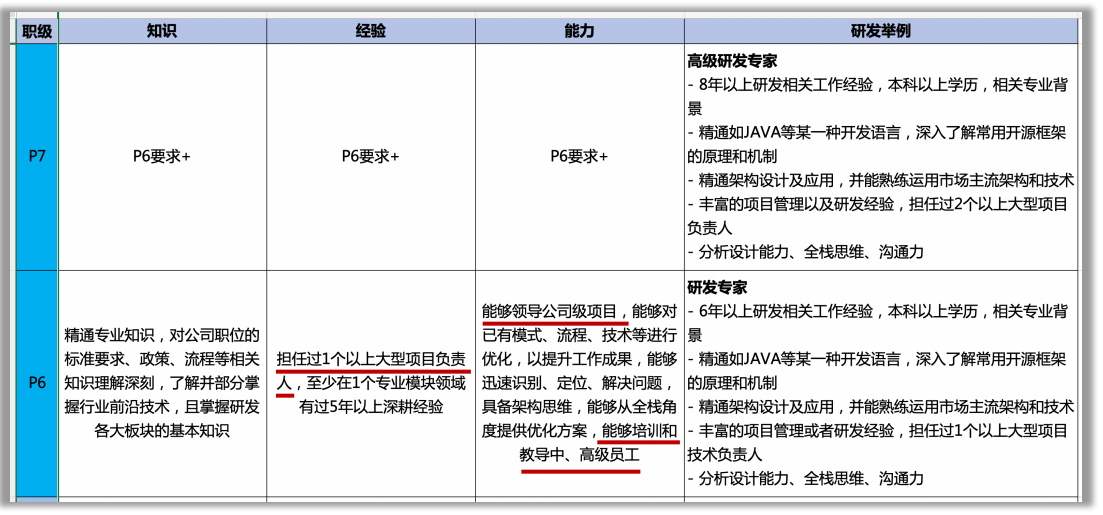 职级 知识 经验 能力 研发举例
P7
P6要求+
P6要求+
P6要求+
高级研发专家
- 8年以上研发相关工作经验，本科以上学历，相关专业背
景
- 精通如JAVA等某一种开发语言，深入了解常用开源框架
的原理和机制
- 精通架构设计及应用，并能熟练运用市场主流架构和技术
- 丰富的项目管理以及研发经验，担任过2个以上大型项目
负责人
- 分析设计能力、全栈思维、沟通力
P6
精通专业知识，对公司职位的
标准要求、政策、流程等相关
知识理解深刻，了解并部分掌
握行业前沿技术，且掌握研发
各大板块的基本知识
担任过1个以上大型项目负责
人，至少在1个专业模块领域
有过5年以上深耕经验
能够领导公司级项目，能够对
已有模式、流程、技术等进行
优化，以提升工作成果，能够
迅速识别、定位、解决问题，
具备架构思维，能够从全栈角
度提供优化方案，能够培训和
教导中、高级员工
研发专家
- 6年以上研发相关工作经验，本科以上学历，相关专业背
景
- 精通如JAVA等某一种开发语言，深入了解常用开源框架
的原理和机制
- 精通架构设计及应用，并能熟练运用市场主流架构和技术
- 丰富的项目管理或者研发经验，担任过1个以上大型项目
技术负责人
- 分析设计能力、全栈思维、沟通力